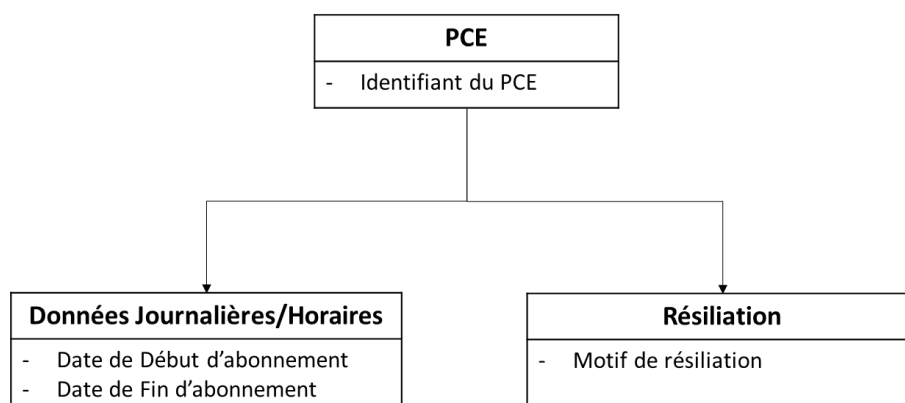 PCE
- Identifiant du PCE
Données Journalières/Horaires
- Date de Début d'abonnement
- Date de Fin d'abonnement
Résiliation
- Motif de résiliation